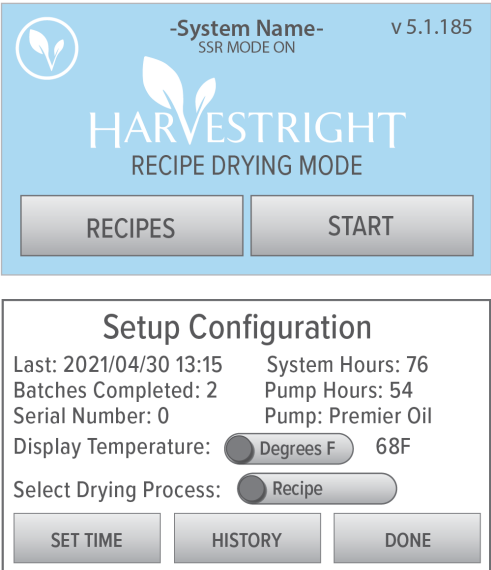 -System Name-
v 5.1.185
SSR MODE ON
HARVESTRIGHT
RECIPE DRYING MODE
RECIPES
START
Setup Configuration
Last: 2021/04/30 13:15
System Hours: 76
Batches Completed: 2
Pump Hours: 54
Serial Number: 0
Pump: Premier Oil
Display Temperature:
Degrees F
68F
Select Drying Process:
Recipe
SET TIME
HISTORY
DONE